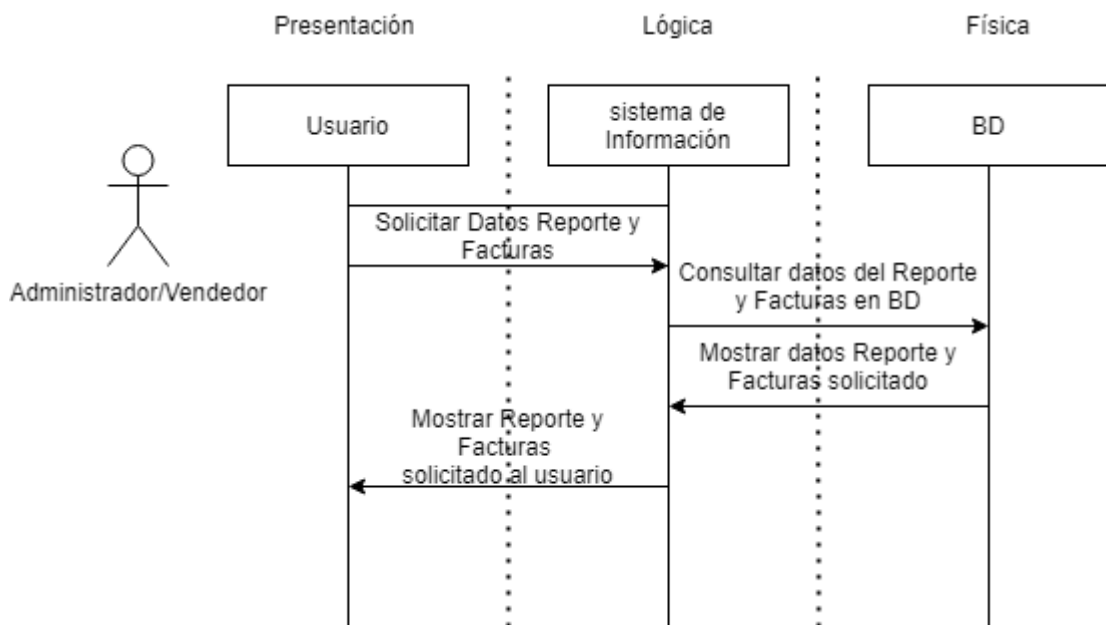 Presentación
Lógica
Física
Usuario
sistema de
Información
BD
Administrador/Vendedor
Solicitar Datos Reporte y
Facturas
Consultar datos del Reporte
y Facturas en BD
Mostrar datos Reporte y
Facturas solicitado
Mostrar Reporte y
Facturas
solicitado al usuario